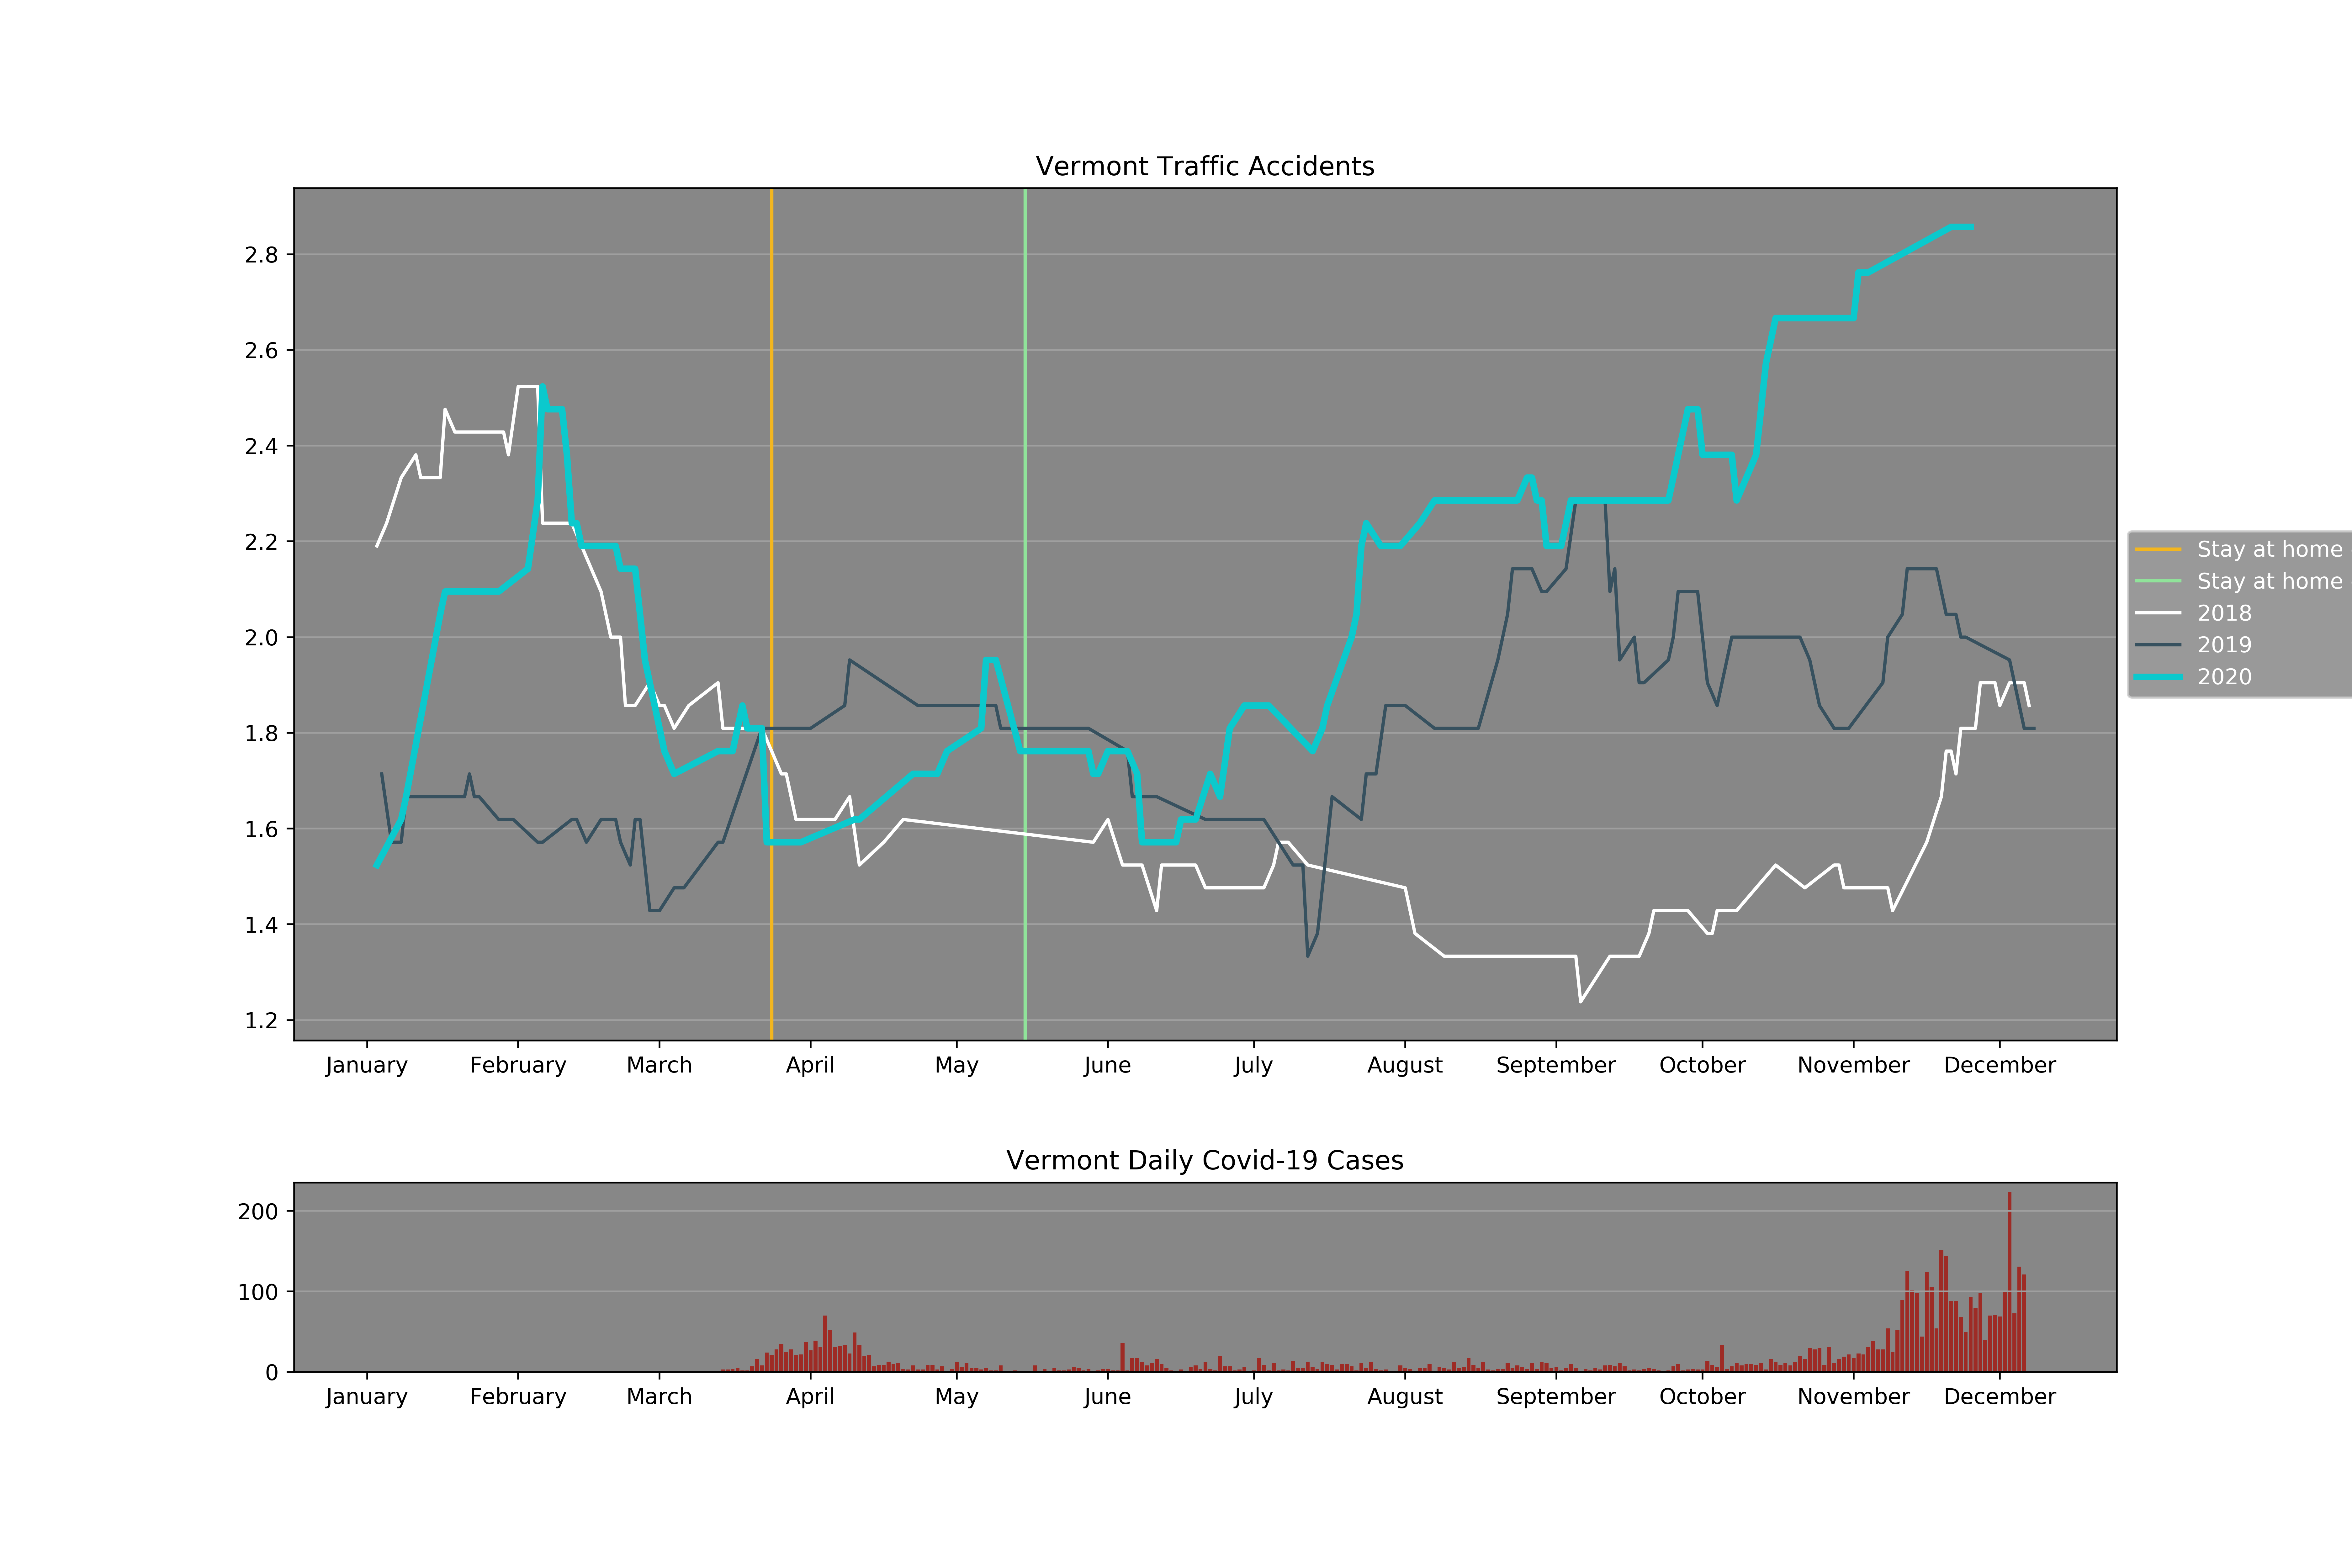 Vermont Traffic Accidents
2.8
2.6
2.4
2.2
2.0
1.8
1.6
1.4
1.2
January February March April May June July August September October November December
Stay at home
Stay at home
2018
2019
2020
Vermont Daily Covid-19 Cases
200
100
0
January February March April May June July August September October November December